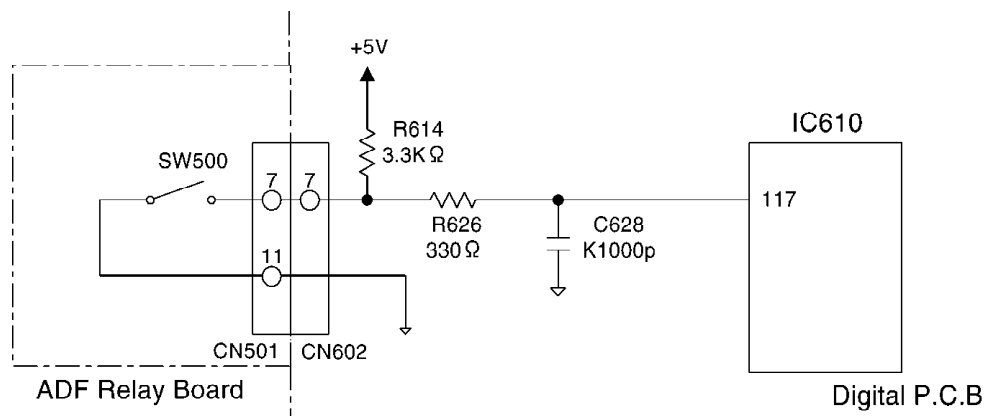 +5V
IC610
R614
3.3KΩ
SW500
7
7
117
R626
330Ω
C628
K1000p
11
CN501
CN602
ADF Relay Board
Digital P.C.B